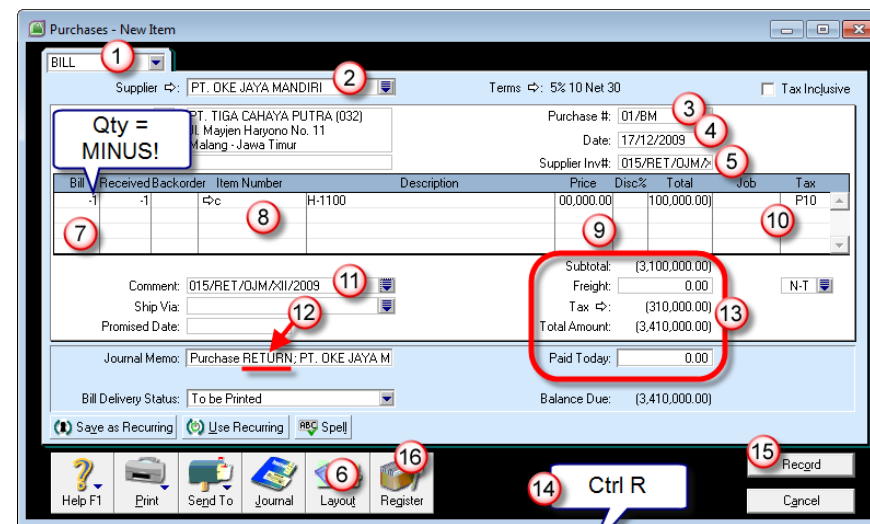 Purchases - New Item
BILL 1
Supplier PT. OKE JAYA MANDIRI 2 Terms 5% 10 Net 30 Tax Inclusive
Qty =
MINUS!
PT. TIGA CAHAYA PUTRA (032)
Jl. Mayjen Haryono No. 11
Malang - Jawa Timur
Purchase #: 01/BM 3
Date: 17/12/2009 4
Supplier Inv#: 015/RET/OJM/ 5
Bill Received Backorder Item Number Description Price Disc% Total Job Tax
-1 -1 c H-1100 00,000.00 100,000.00) P10
7 8 9 10
Subtotal: (3,100,000.00)
Comment: 015/RET/OJM/XII/2009 11 Freight: 0.00 N-T
Ship Via: 12 Tax : (310,000.00) 13
Promised Date: Total Amount: (3,410,000.00)
Journal Memo: Purchase RETURN; PT. OKE JAYA M Paid Today: 0.00
Bill Delivery Status: To be Printed Balance Due: (3,410,000.00)
Save as Recurring Use Recurring ABC Spell
Help F1 Print Send To Journal Layout 6 Register 16
14 Ctrl R
15 Record
Cancel